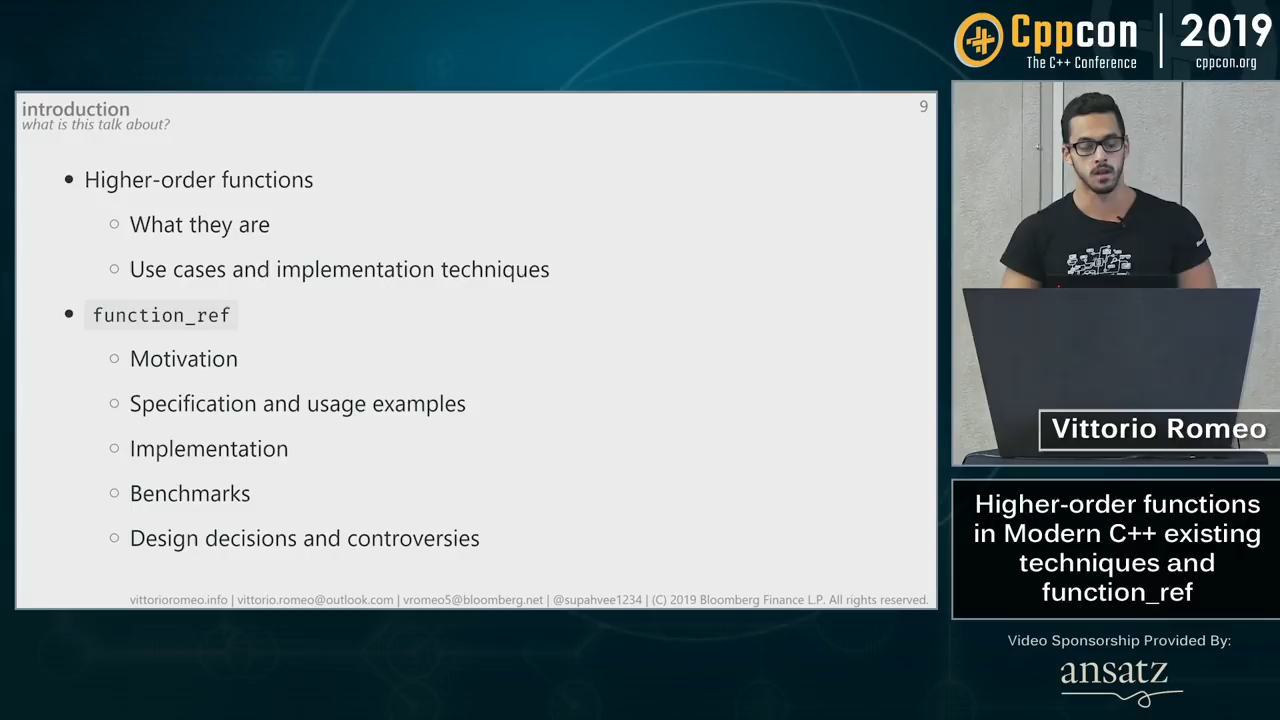 Cppcon | 2019
The C++ Conference
cppcon.org
introduction
what is this talk about?
9
• Higher-order functions
○ What they are
○ Use cases and implementation techniques
• function_ref
○ Motivation
○ Specification and usage examples
○ Implementation
○ Benchmarks
○ Design decisions and controversies
vittorioromeo.info | vittorio.romeo@outlook.com | vromeo5@bloomberg.net | @supahvee1234 | (C) 2019 Bloomberg Finance L.P. All rights reserved.
Vittorio Romeo
Higher-order functions
in Modern C++ existing
techniques and
function_ref
Video Sponsorship Provided By:
ansatz